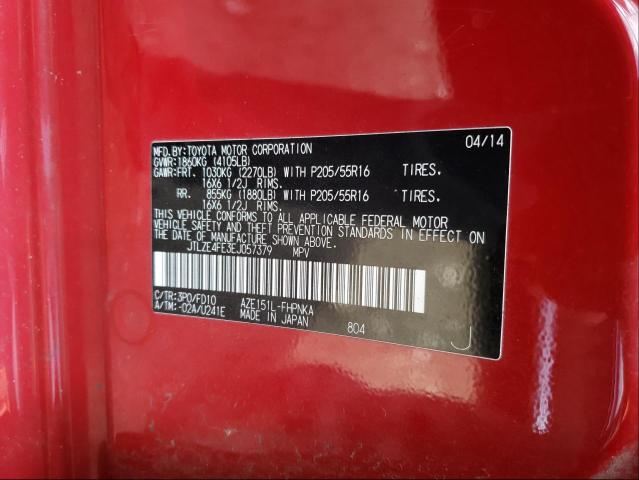 MFD.BY:TOYOTA MOTOR CORPORATION 04/14
GVWR:1860KG (4105LB)
GAWR:FRT. 1030KG (2270LB) WITH P205/55R16 TIRES.
16X6 1/2J RIMS.
RR. 855KG (1880LB) WITH P205/55R16 TIRES.
16X6 1/2J RIMS.
THIS VEHICLE CONFORMS TO ALL APPLICABLE FEDERAL MOTOR
VEHICLE SAFETY AND THEFT PREVENTION STANDARDS IN EFFECT ON
THE DATE OF MANUFACTURE SHOWN ABOVE.
JTLZE4FE3EJ057379 MPV
C/TR:3P0/FD10 AZE151L-FHPNKA
A/TM:-02A/U241E MADE IN JAPAN 804 J